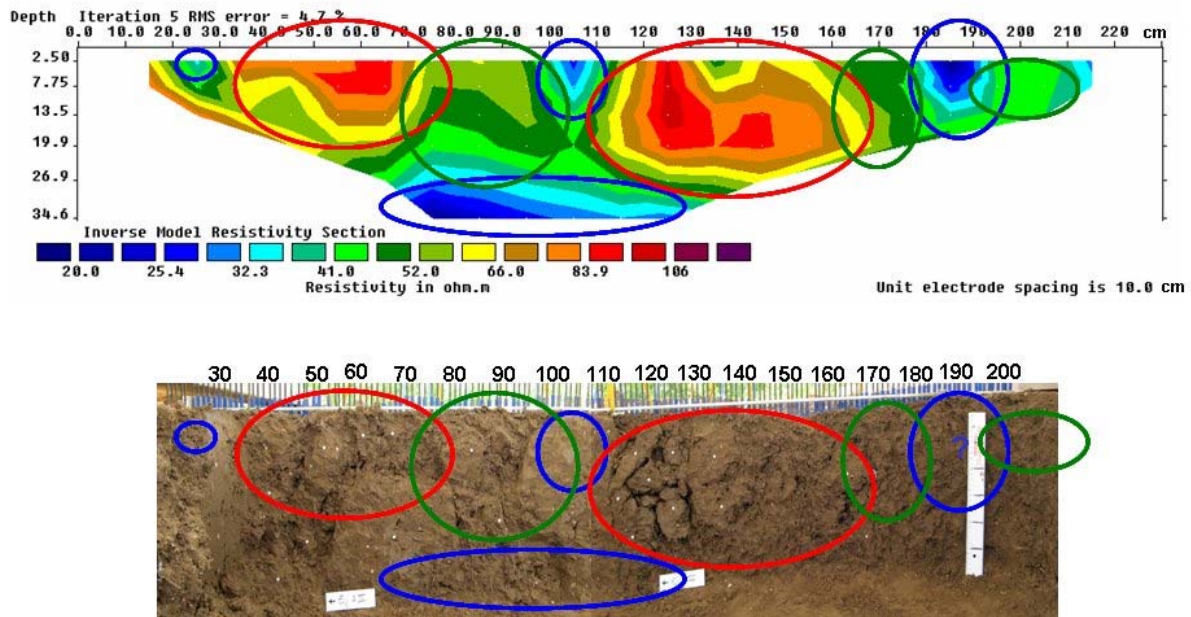 Depth Iteration 5 RMS error = 4.7 %
0.0 10.0 20.0 30.0 40.0 50.0 60.0 70.0 80.0 90.0 100 110 120 130 140 150 160 170 180 190 200 210 220 cm
2.50
7.75
13.5
19.9
26.9
34.6
Inverse Model Resistivity Section
20.0 25.4 32.3 41.0 52.0 66.0 83.9 106
Resistivity in ohm.m
Unit electrode spacing is 10.0 cm
30 40 50 60 70 80 90 100 110 120 130 140 150 160 170 180 190 200
?